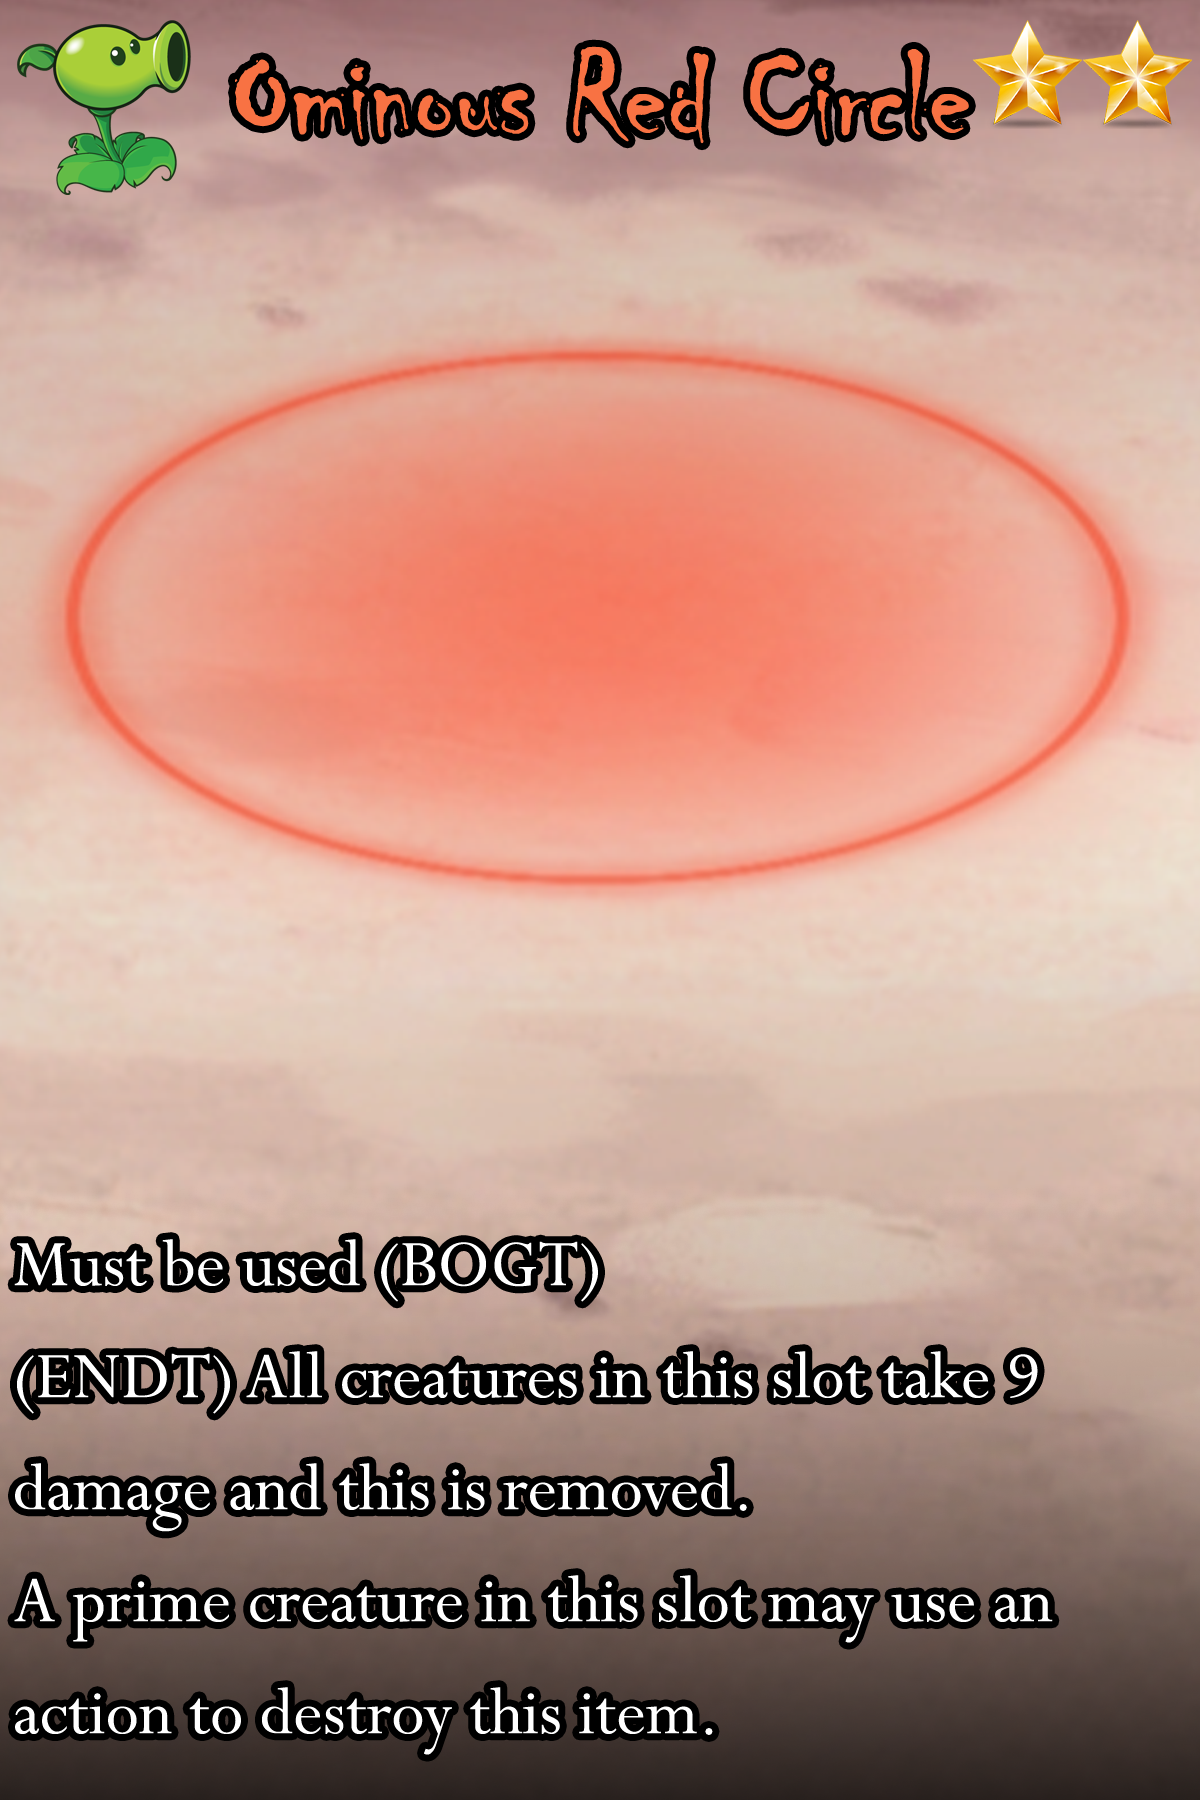 Ominous Red Circle
Must be used (BOGT)
(ENDT) All creatures in this slot take 9
damage and this is removed.
A prime creature in this slot may use an
action to destroy this item.